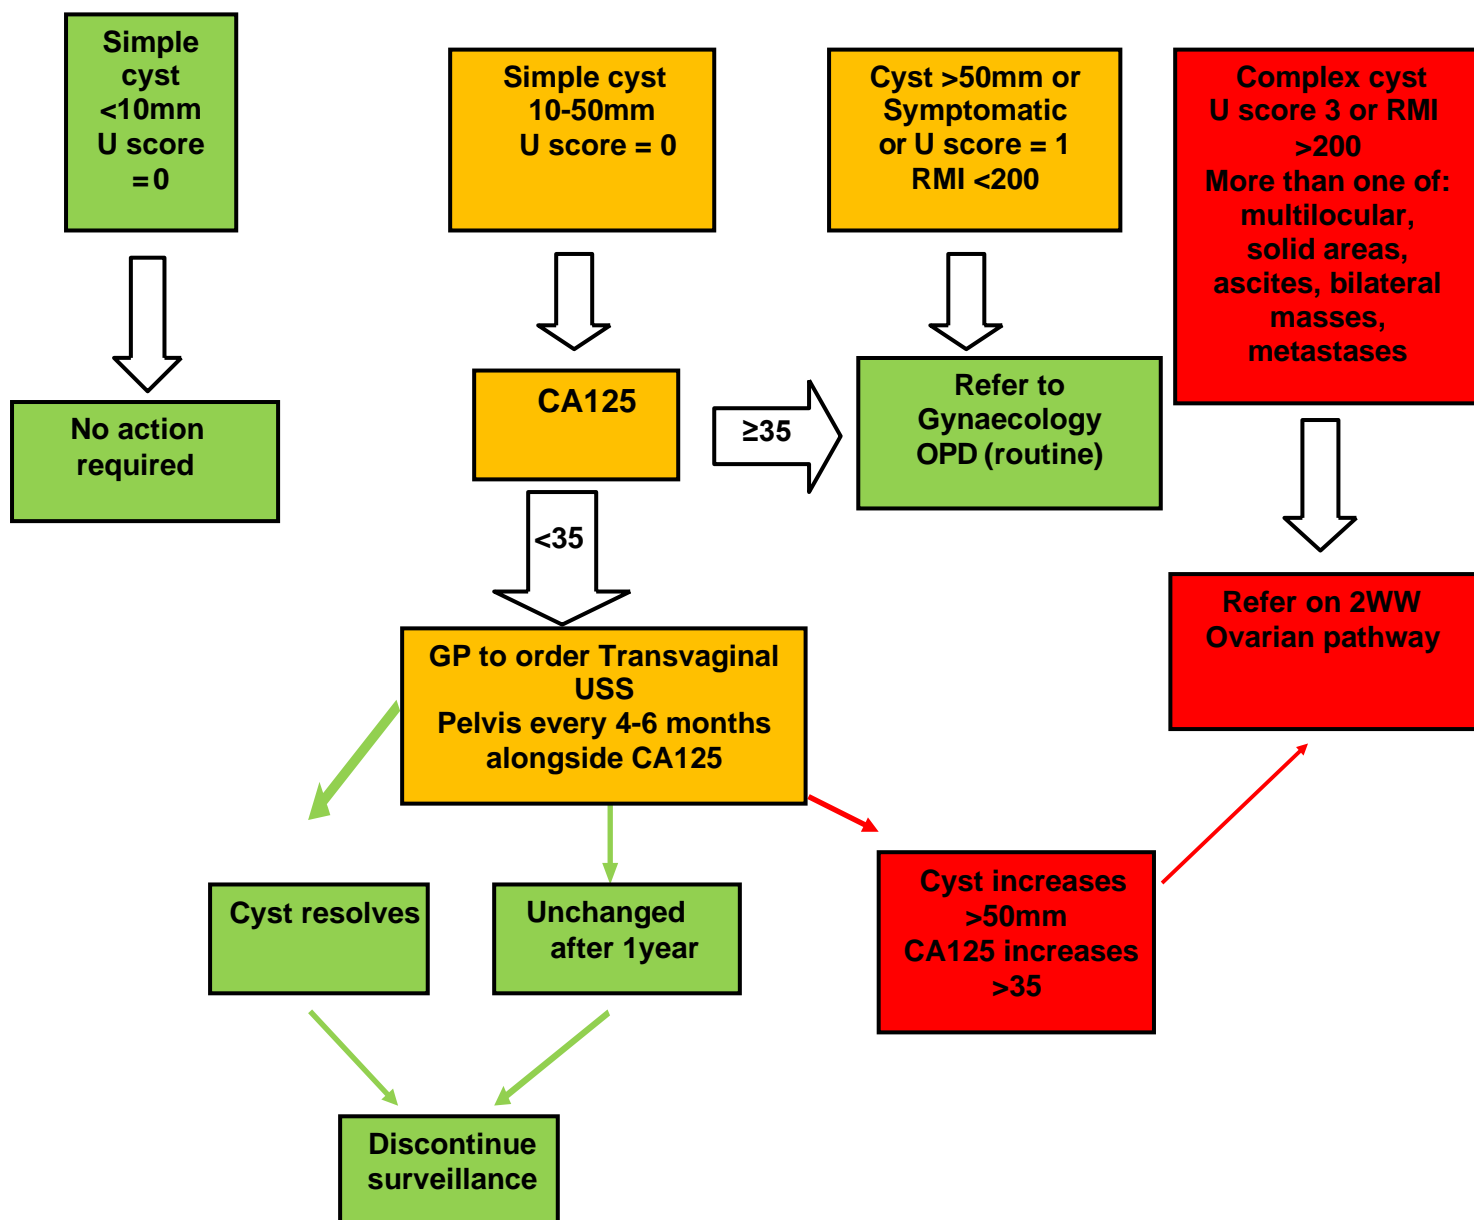 Simple
cyst
<10mm
U score
= 0
Simple cyst
10-50mm
U score = 0
Cyst >50mm or
Symptomatic
or U score = 1
RMI <200
Complex cyst
U score 3 or RMI
>200
More than one of:
multilocular,
solid areas,
ascites, bilateral
masses,
metastases
No action
required
CA125
≥35
Refer to
Gynaecology
OPD (routine)
<35
Refer on 2WW
Ovarian pathway
GP to order Transvaginal
USS
Pelvis every 4-6 months
alongside CA125
Cyst resolves
Unchanged
after 1year
Cyst increases
>50mm
CA125 increases
>35
Discontinue
surveillance